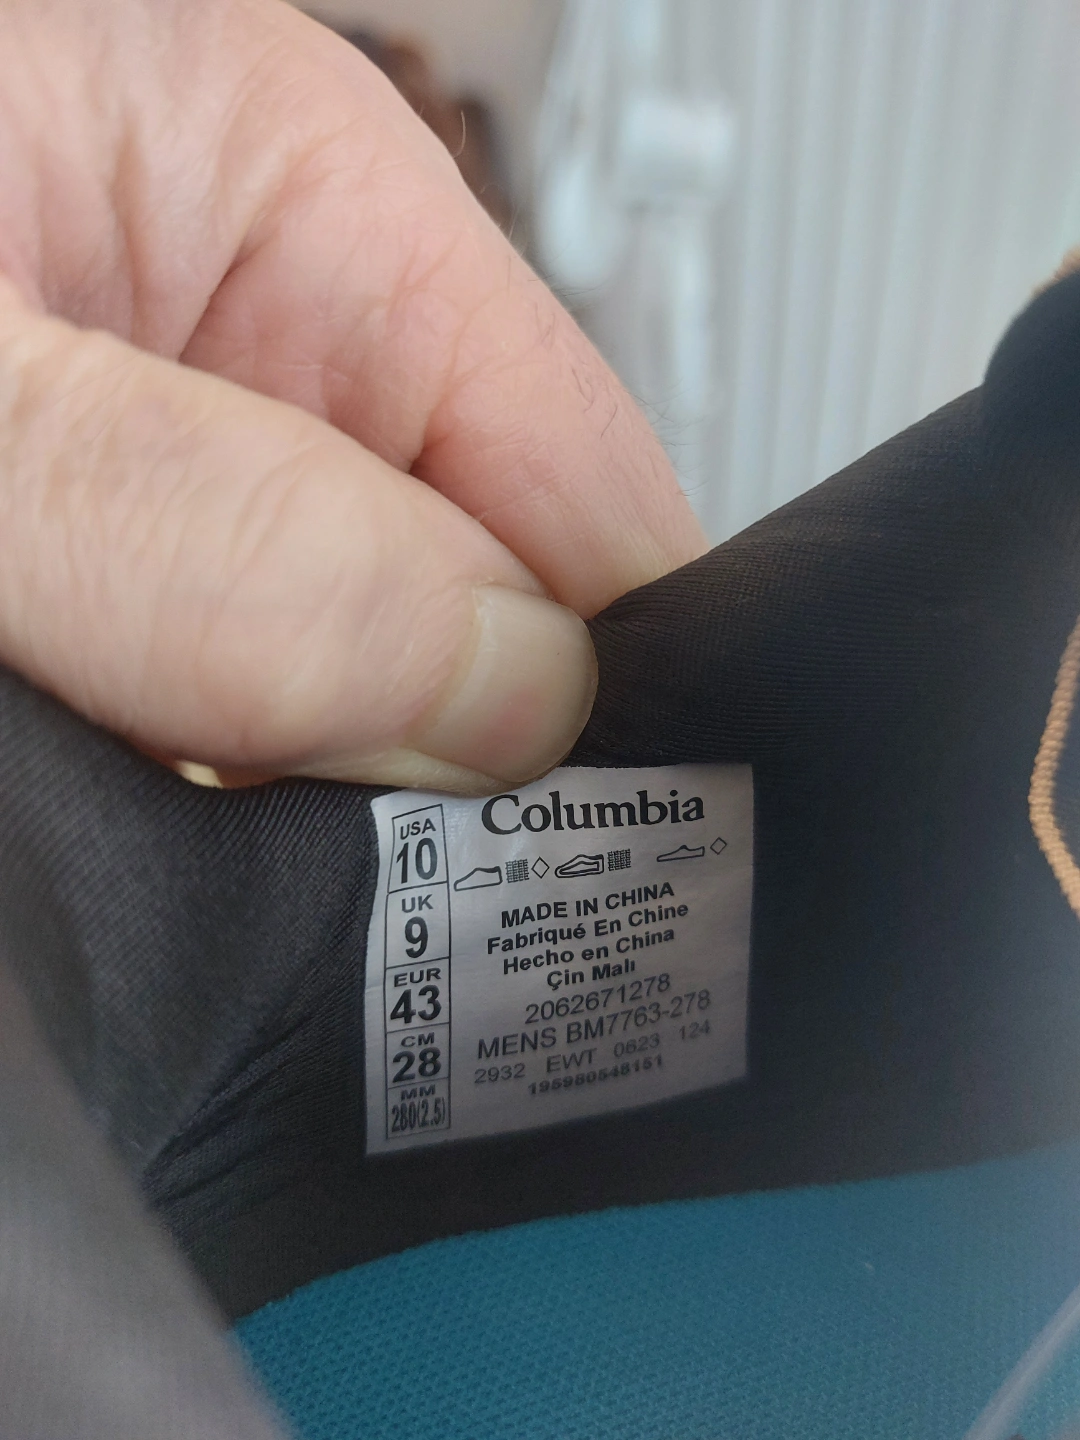 Columbia
USA
10
UK
9
EUR
43
CM
28
MM
280(2.5)
MADE IN CHINA
Fabriqué En Chine
Hecho en China
Çin Malı
2062671278
MENS BM7763-278
2932 EWT 0623 124
195980548151